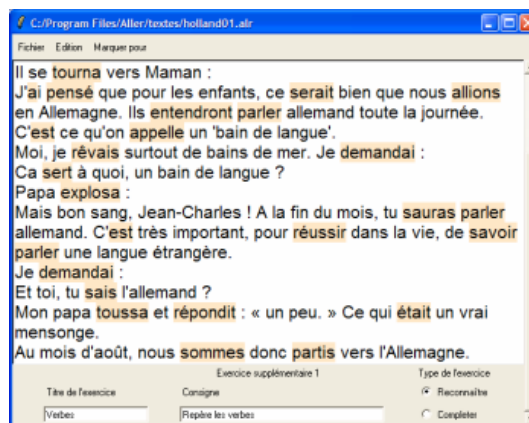 C:/Program Files/Aller/textes/holland01.alr
Fichier Edition Marquer pour
Il se tourna vers Maman :
J'ai pensé que pour les enfants, ce serait bien que nous allions
en Allemagne. Ils entendront parler allemand toute la journée.
C'est ce qu'on appelle un 'bain de langue'.
Moi, je rêvais surtout de bains de mer. Je demandai :
Ca sert à quoi, un bain de langue ?
Papa explosa :
Mais bon sang, Jean-Charles ! A la fin du mois, tu sauras parler
allemand. C'est très important, pour réussir dans la vie, de savoir
parler une langue étrangère.
Je demandai :
Et toi, tu sais l'allemand ?
Mon papa toussa et répondit : « un peu. » Ce qui était un vrai
mensonge.
Au mois d'août, nous sommes donc partis vers l'Allemagne.
Exercice supplémentaire 1 Type de l'exercice
Titre de l'exercice Consigne Reconnaître
Verbes Repère les verbes Completer